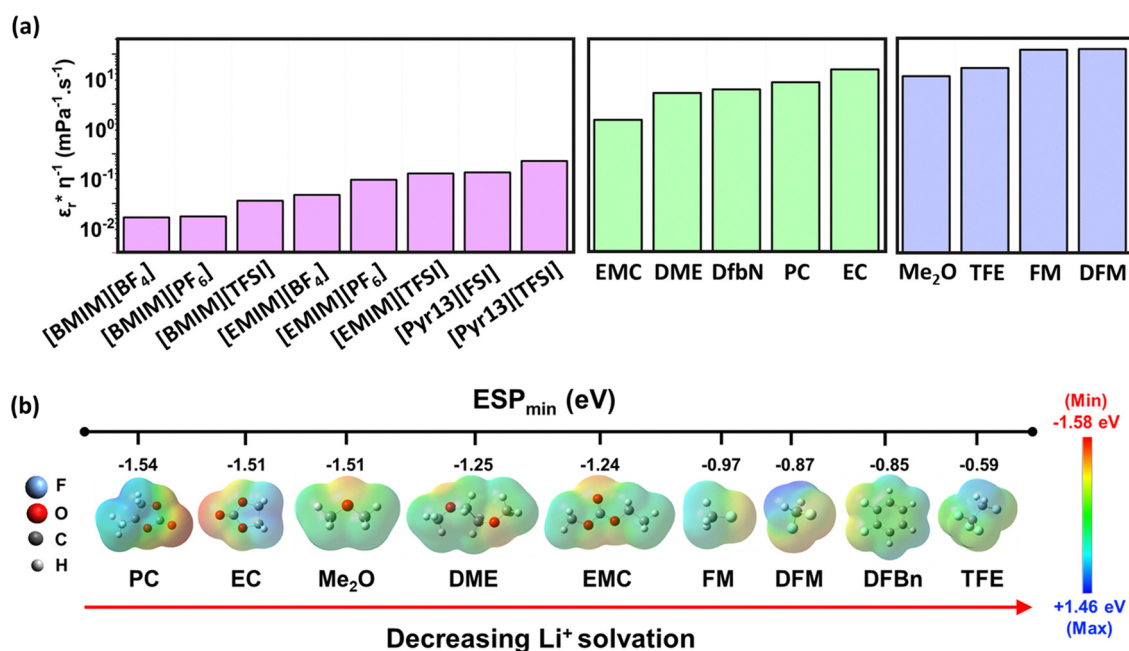 (a)
εr* η-1 (mPa-1.s-1)
10¹
10⁰
10⁻¹
10⁻²
[BMIM][BF₄]
[BMIM][PF₆]
[BMIM][TFSI]
[EMIM][BF₄]
[EMIM][PF₆]
[EMIM][TFSI]
[Pyr13][FSI]
[Pyr13][TFSI]
EMC DME DfbN PC EC
Me₂O TFE FM DFM
(b)
ESPmin (eV)
-1.54 -1.51 -1.51 -1.25 -1.24 -0.97 -0.87 -0.85 -0.59
F
O
C
H
PC EC Me₂O DME EMC FM DFM DFBn TFE
Decreasing Li⁺ solvation
(Min)
-1.58 eV
+1.46 eV
(Max)